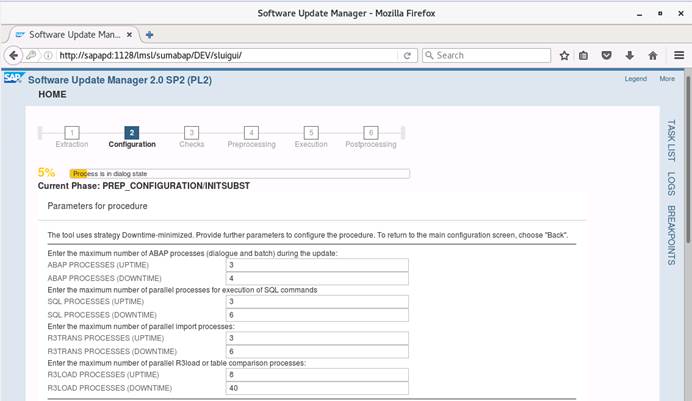 Software Update Manager - Mozilla Firefox
Software Update Man...
http://sapapd:1128/lmsl/sumabap/DEV/sluigui/
Search
SAP
Software Update Manager 2.0 SP2 (PL2)
Legend
More
HOME
1
2
3
4
5
6
Extraction
Configuration
Checks
Preprocessing
Execution
Postprocessing
5%
Process is in dialog state
Current Phase: PREP_CONFIGURATION/INITSUBST
Parameters for procedure
The tool uses strategy Downtime-minimized. Provide further parameters to configure the procedure. To return to the main configuration screen, choose "Back".
Enter the maximum number of ABAP processes (dialogue and batch) during the update:
ABAP PROCESSES (UPTIME) 3
ABAP PROCESSES (DOWNTIME) 4
Enter the maximum number of parallel processes for execution of SQL commands
SQL PROCESSES (UPTIME) 3
SQL PROCESSES (DOWNTIME) 6
Enter the maximum number of parallel import processes:
R3TRANS PROCESSES (UPTIME) 3
R3TRANS PROCESSES (DOWNTIME) 6
Enter the maximum number of parallel R3load or table comparison processes:
R3LOAD PROCESSES (UPTIME) 8
R3LOAD PROCESSES (DOWNTIME) 40
TASK LIST
LOGS
BREAKPOINTS